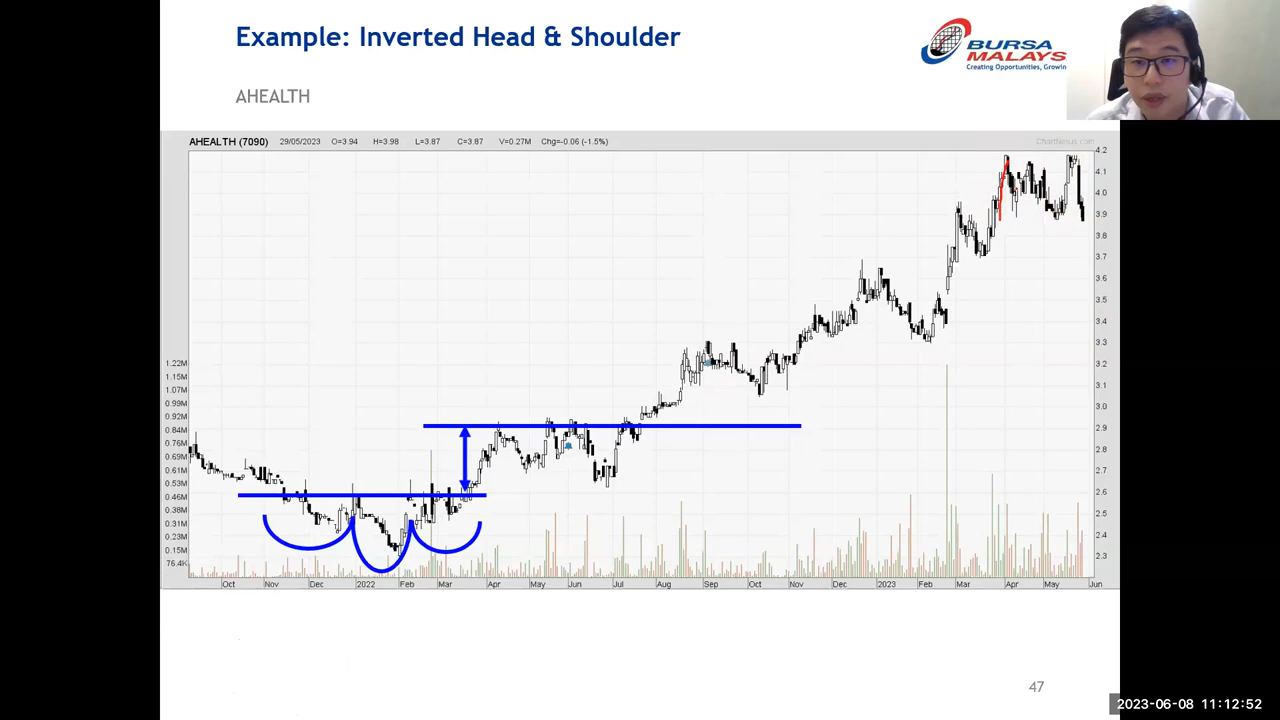 Example: Inverted Head & Shoulder
BURSA
MALAYS
Creating Opportunities, Growin
AHEALTH
AHEALTH (7090) 29/05/2023 O=3.94 H=3.98 L=3.87 C=3.87 V=0.27M Chg=-0.06 (-1.5%)
ChartNexus.com
4.2
4.1
4.0
3.9
3.8
3.7
3.6
3.5
3.4
3.3
3.2
3.1
3.0
2.9
2.8
2.7
2.6
2.5
2.4
2.3
1.22M
1.15M
1.07M
0.99M
0.92M
0.84M
0.76M
0.69M
0.61M
0.53M
0.46M
0.38M
0.31M
0.23M
0.15M
76.4K
Oct Nov Dec 2022 Feb Mar Apr May Jun Jul Aug Sep Oct Nov Dec 2023 Feb Mar Apr May Jun
47
2023-06-08 11:12:52